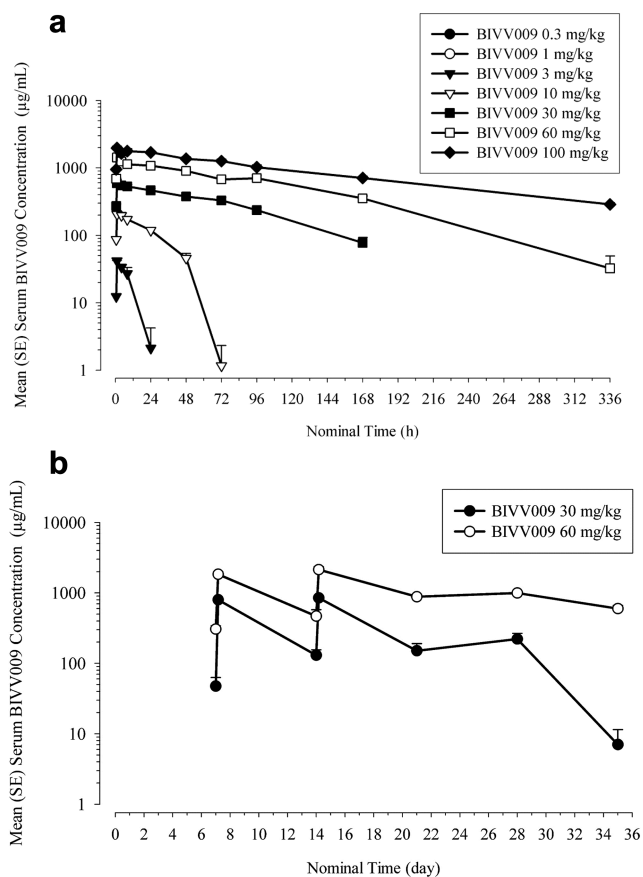 a
BIVV009 0.3 mg/kg
BIVV009 1 mg/kg
BIVV009 3 mg/kg
BIVV009 10 mg/kg
BIVV009 30 mg/kg
BIVV009 60 mg/kg
BIVV009 100 mg/kg
Mean (SE) Serum BIVV009 Concentration (µg/mL)
10000
1000
100
10
1
0 24 48 72 96 120 144 168 192 216 240 264 288 312 336
Nominal Time (h)
b
BIVV009 30 mg/kg
BIVV009 60 mg/kg
Mean (SE) Serum BIVV009 Concentration (µg/mL)
10000
1000
100
10
1
0 2 4 6 8 10 12 14 16 18 20 22 24 26 28 30 32 34 36
Nominal Time (day)